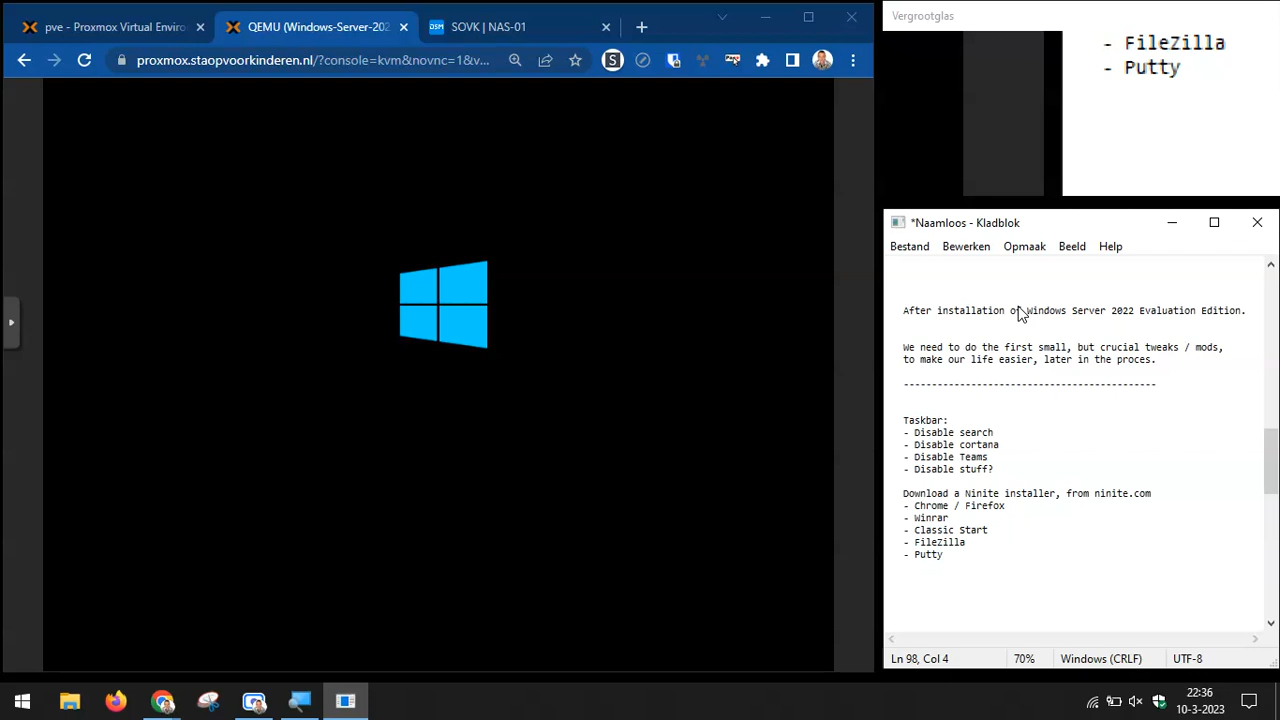 pve - Proxmox Virtual Enviro
QEMU (Windows-Server-202
SOVK | NAS-01
proxmox.staopvoorkinderen.nl/?console=kvm&novnc=1&v...
Vergrootglas
- FileZilla
- Putty
*Naamloos - Kladblok
Bestand Bewerken Opmaak Beeld Help
After installation of Windows Server 2022 Evaluation Edition.
We need to do the first small, but crucial tweaks / mods,
to make our life easier, later in the proces.
---------------------------------------------
Taskbar:
- Disable search
- Disable cortana
- Disable Teams
- Disable stuff?
Download a Ninite installer, from ninite.com
- Chrome / Firefox
- Winrar
- Classic Start
- FileZilla
- Putty
Ln 98, Col 4 70% Windows (CRLF) UTF-8
22:36
10-3-2023